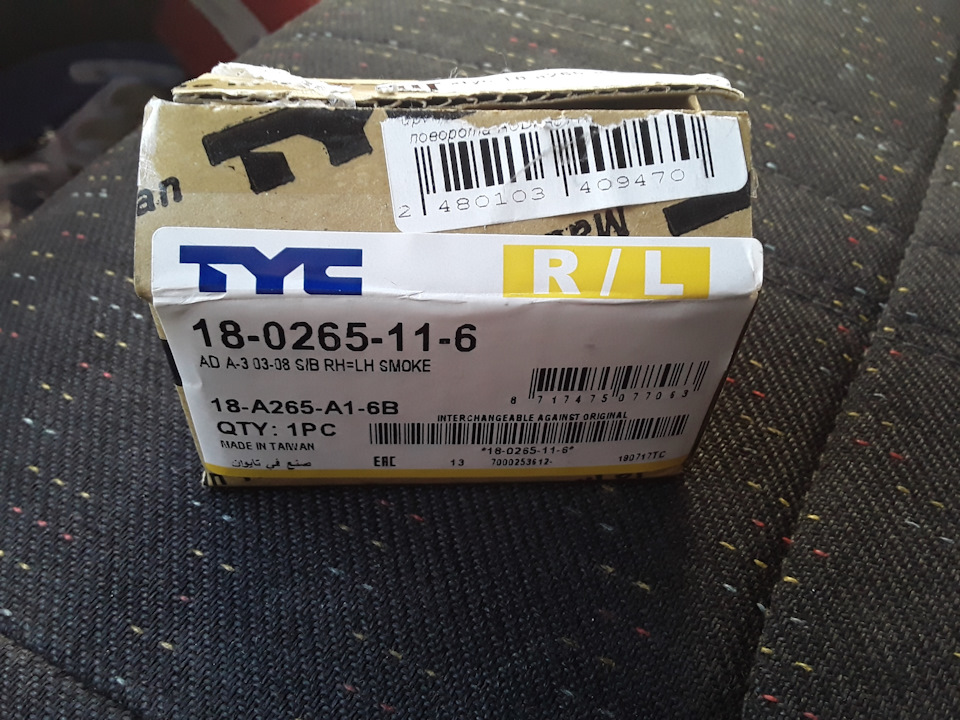 поворота
an
2 480103 409470
TYC
R / L
18-0265-11-6
AD A-3 03-08 S/B RH=LH SMOKE
8 717475 077063
18-A265-A1-6B
INTERCHANGEABLE AGAINST ORIGINAL
QTY: 1PC
MADE IN TAIWAN
*18-0265-11-6*
صنع في تايوان
EAC
13 7000253612-
190717TC